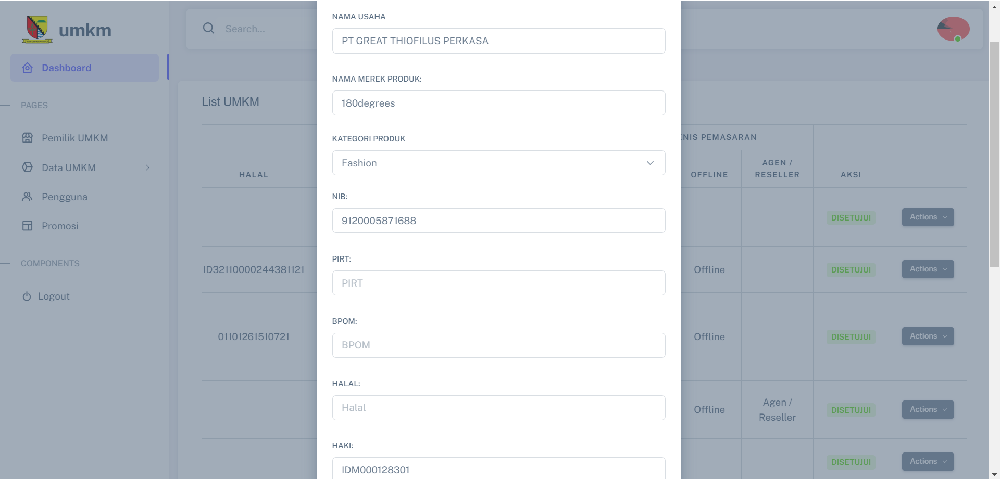 umkm
Search...
Dashboard
PAGES
Pemilik UMKM
Data UMKM
Pengguna
Promosi
COMPONENTS
Logout
List UMKM
HALAL
ID32110000244381121
01101261510721
NAMA USAHA
PT GREAT THIOFILUS PERKASA
NAMA MEREK PRODUK:
180degrees
KATEGORI PRODUK
Fashion
NIB:
9120005871688
PIRT:
PIRT
BPOM:
BPOM
HALAL:
Halal
HAKI:
IDM000128301
NIS PEMASARAN
OFFLINE
AGEN /
RESELLER
AKSI
DISETUJUI
Actions
Offline
DISETUJUI
Actions
Offline
DISETUJUI
Actions
Offline
Agen /
Reseller
DISETUJUI
Actions
DISETUJUI
Actions